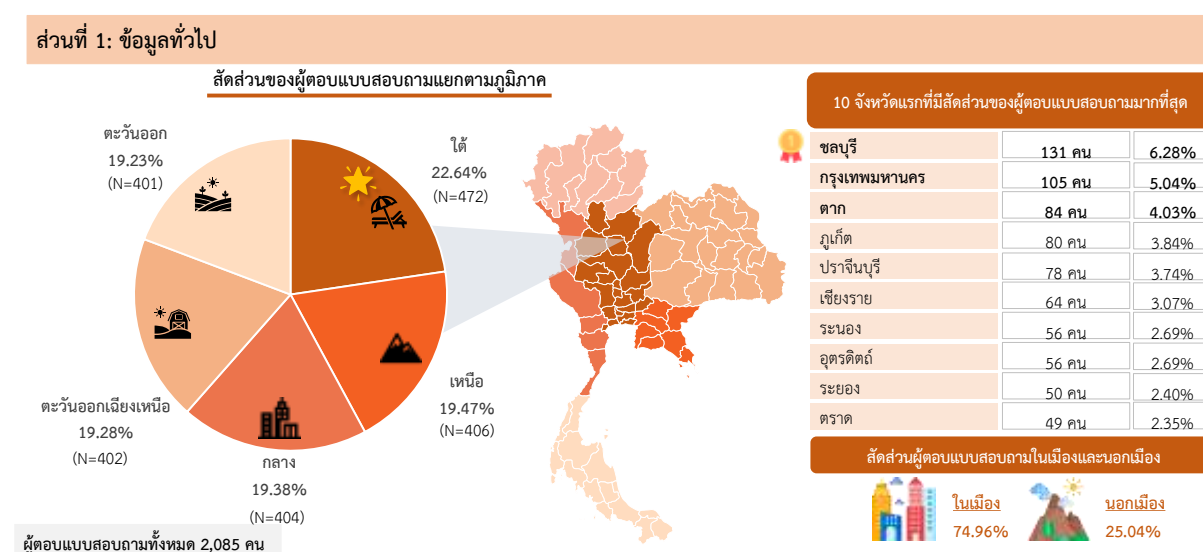 ส่วนที่ 1: ข้อมูลทั่วไป
สัดส่วนของผู้ตอบแบบสอบถามแยกตามภูมิภาค
ตะวันออก
19.23%
(N=401)
ใต้
22.64%
(N=472)
เหนือ
19.47%
(N=406)
ตะวันออกเฉียงเหนือ
19.28%
(N=402)
กลาง
19.38%
(N=404)
ผู้ตอบแบบสอบถามทั้งหมด 2,085 คน
10 จังหวัดแรกที่มีสัดส่วนของผู้ตอบแบบสอบถามมากที่สุด
1
ชลบุรี 131 คน 6.28%
กรุงเทพมหานคร 105 คน 5.04%
ตาก 84 คน 4.03%
ภูเก็ต 80 คน 3.84%
ปราจีนบุรี 78 คน 3.74%
เชียงราย 64 คน 3.07%
ระนอง 56 คน 2.69%
อุตรดิตถ์ 56 คน 2.69%
ระยอง 50 คน 2.40%
ตราด 49 คน 2.35%
สัดส่วนผู้ตอบแบบสอบถามในเมืองและนอกเมือง
ในเมือง
74.96%
นอกเมือง
25.04%